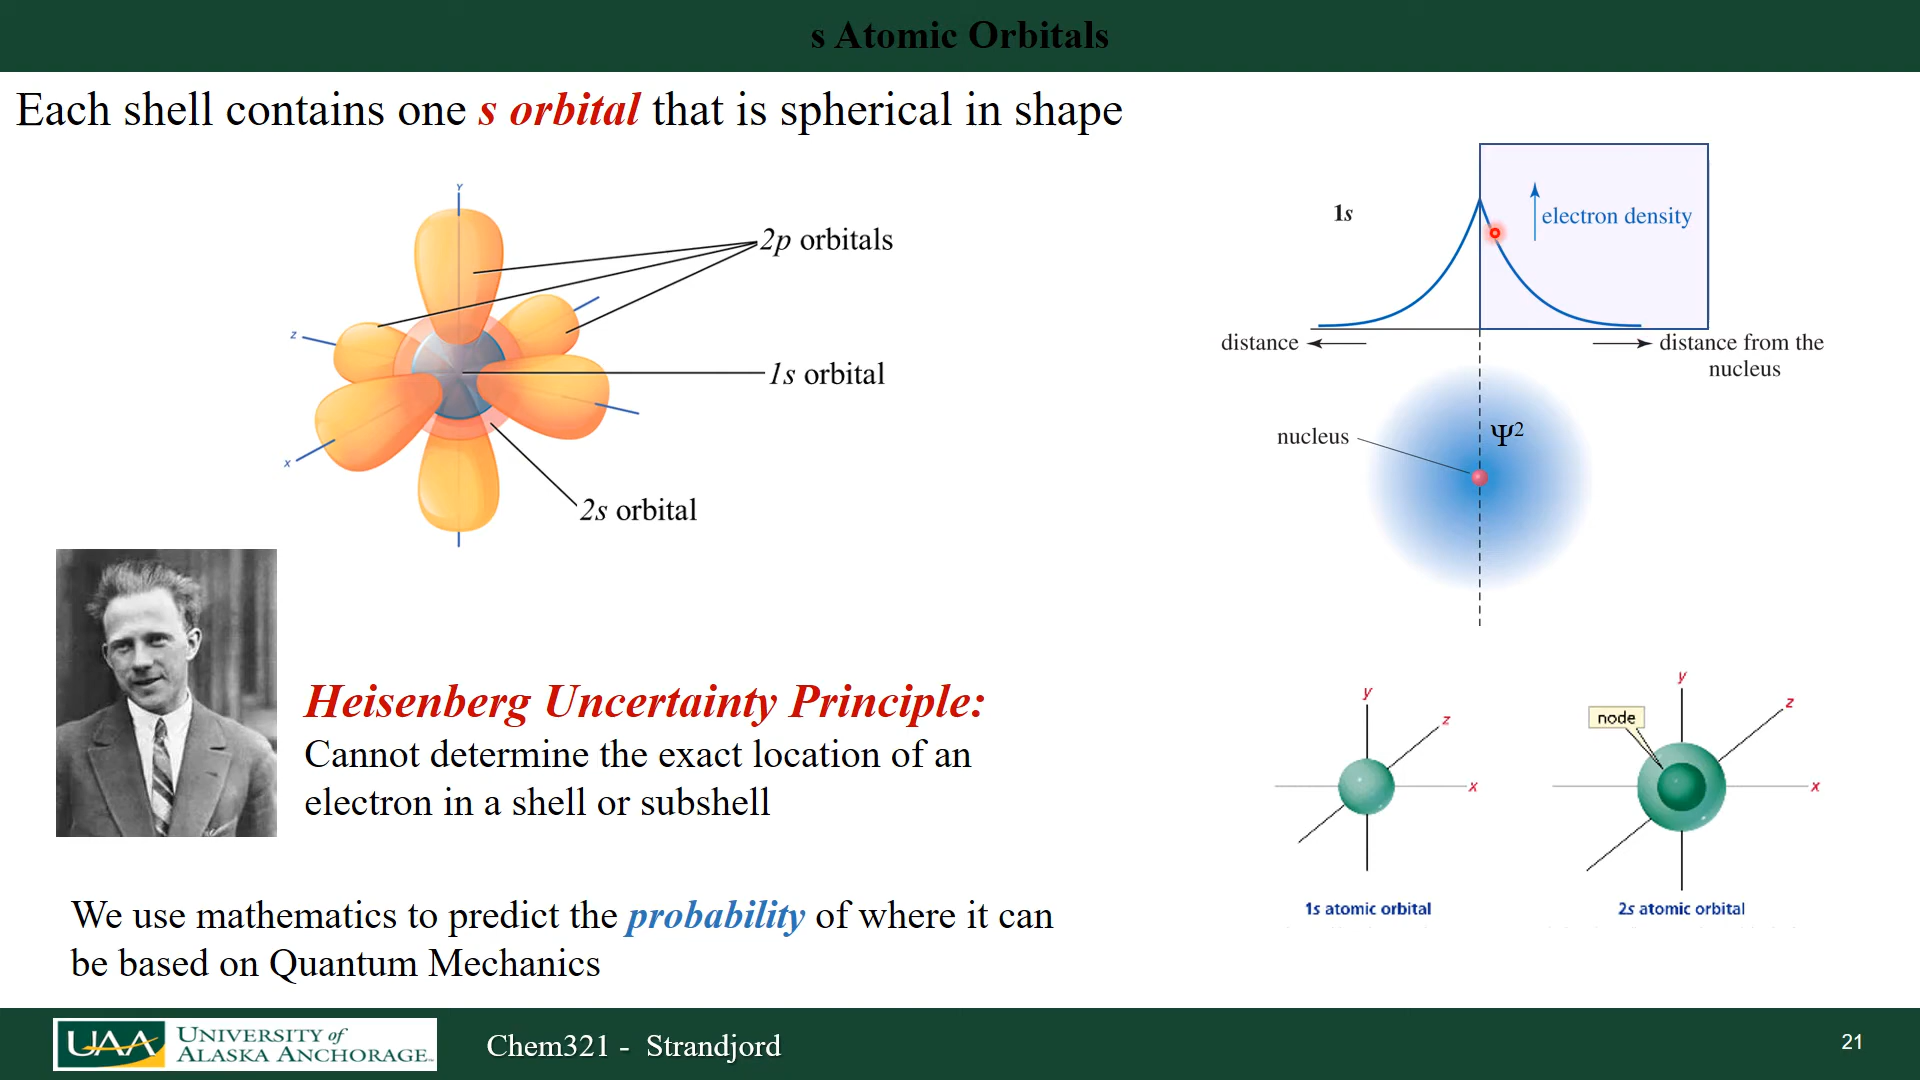 s Atomic Orbitals
Each shell contains one s orbital that is spherical in shape
Y
2p orbitals
z
1s orbital
x
2s orbital
1s
electron density
distance
distance from the
nucleus
nucleus
Ψ²
Heisenberg Uncertainty Principle:
Cannot determine the exact location of an
electron in a shell or subshell
We use mathematics to predict the probability of where it can
be based on Quantum Mechanics
y
z
x
1s atomic orbital
y
node
z
x
2s atomic orbital
UAA
UNIVERSITY of
ALASKA ANCHORAGE
Chem321 - Strandjord
21